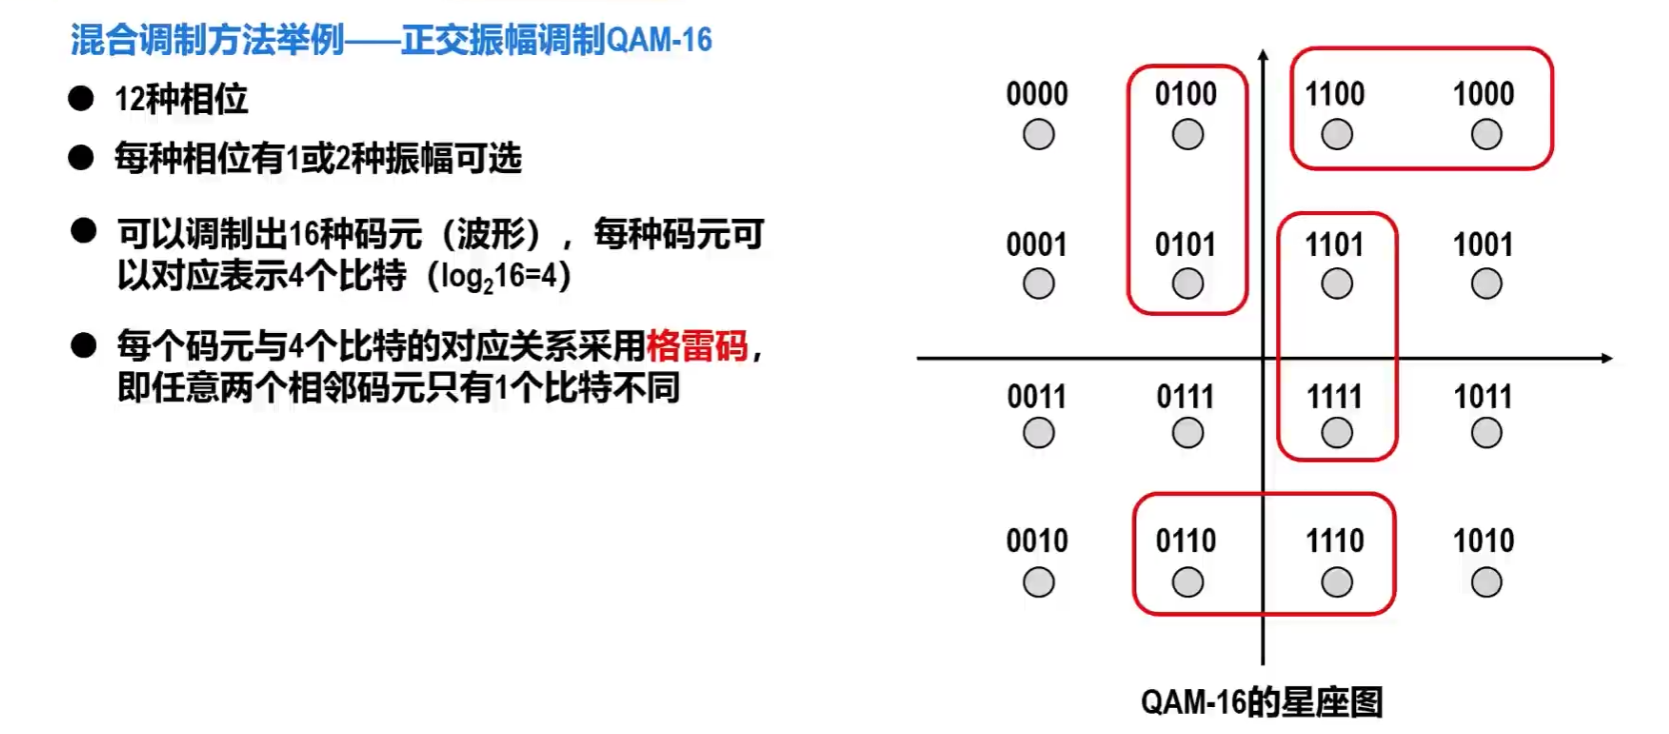 混合调制方法举例——正交振幅调制QAM-16
● 12种相位
● 每种相位有1或2种振幅可选
● 可以调制出16种码元（波形），每种码元可
以对应表示4个比特（log₂16=4）
● 每个码元与4个比特的对应关系采用格雷码，
即任意两个相邻码元只有1个比特不同
0000 0100 1100 1000
0001 0101 1101 1001
0011 0111 1111 1011
0010 0110 1110 1010
QAM-16的星座图